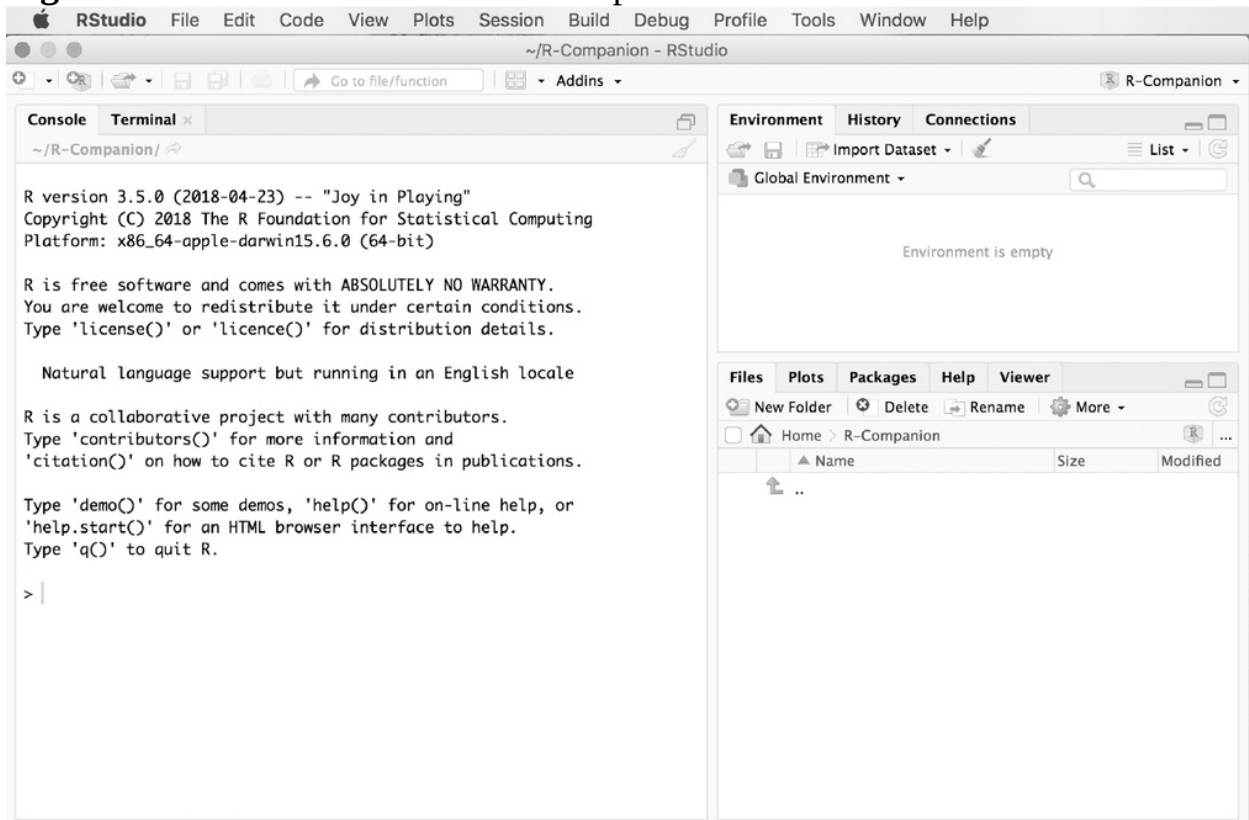 RStudio File Edit Code View Plots Session Build Debug Profile Tools Window Help
~/R-Companion - RStudio
Go to file/function Addins R-Companion
Console Terminal
~/R-Companion/
R version 3.5.0 (2018-04-23) -- "Joy in Playing"
Copyright (C) 2018 The R Foundation for Statistical Computing
Platform: x86_64-apple-darwin15.6.0 (64-bit)
R is free software and comes with ABSOLUTELY NO WARRANTY.
You are welcome to redistribute it under certain conditions.
Type 'license()' or 'licence()' for distribution details.
Natural language support but running in an English locale
R is a collaborative project with many contributors.
Type 'contributors()' for more information and
'citation()' on how to cite R or R packages in publications.
Type 'demo()' for some demos, 'help()' for on-line help, or
'help.start()' for an HTML browser interface to help.
Type 'q()' to quit R.
>
Environment History Connections
Import Dataset List
Global Environment
Environment is empty
Files Plots Packages Help Viewer
New Folder Delete Rename More
Home R-Companion ...
Name Size Modified
..